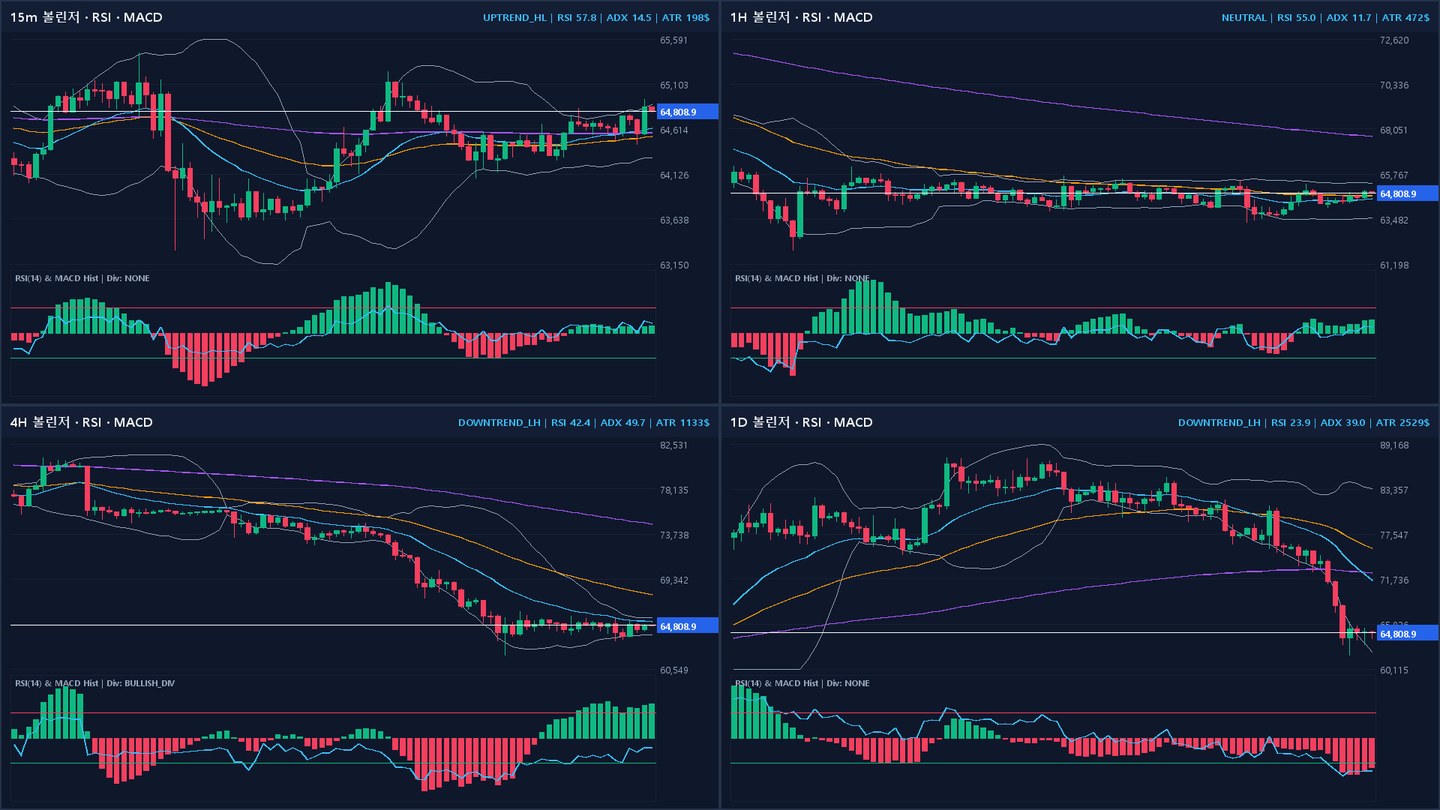 15m 볼린저 · RSI · MACD
UPTREND_HL | RSI 57.8 | ADX 14.5 | ATR 198$
65,591
65,103
64,808.9
64,614
64,126
63,638
63,150
RSI(14) & MACD Hist | Div: NONE
1H 볼린저 · RSI · MACD
NEUTRAL | RSI 55.0 | ADX 11.7 | ATR 472$
72,620
70,336
68,051
65,767
64,808.9
63,482
61,198
RSI(14) & MACD Hist | Div: NONE
4H 볼린저 · RSI · MACD
DOWNTREND_LH | RSI 42.4 | ADX 49.7 | ATR 1133$
82,531
78,135
73,738
69,342
64,808.9
60,549
RSI(14) & MACD Hist | Div: BULLISH_DIV
1D 볼린저 · RSI · MACD
DOWNTREND_LH | RSI 23.9 | ADX 39.0 | ATR 2529$
89,168
83,357
77,547
71,736
64,808.9
60,115
RSI(14) & MACD Hist | Div: NONE